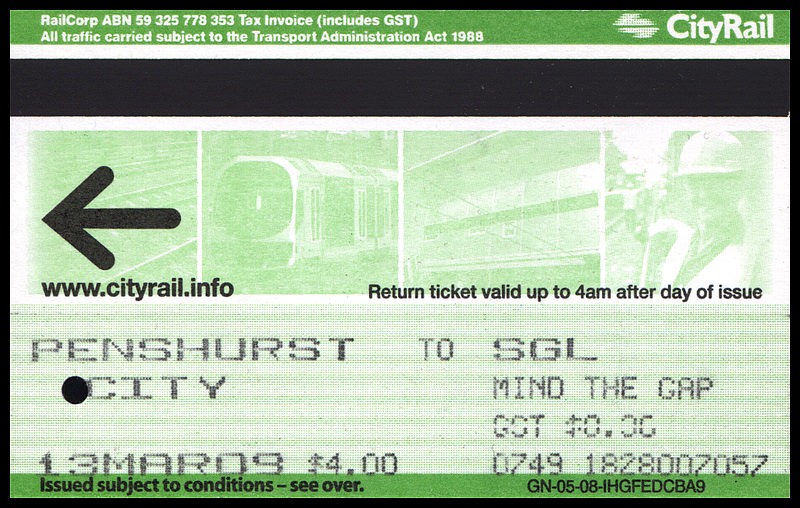 RailCorp ABN 59 325 778 353 Tax Invoice (includes GST)
All traffic carried subject to the Transport Administration Act 1988
CityRail
www.cityrail.info
Return ticket valid up to 4am after day of issue
PENSHURST TO SGL
CITY MIND THE GAP
GST $0.36
13MAR09 $4.00 0749 1828007057
Issued subject to conditions – see over.
GN-05-08-IHGFEDCBA9